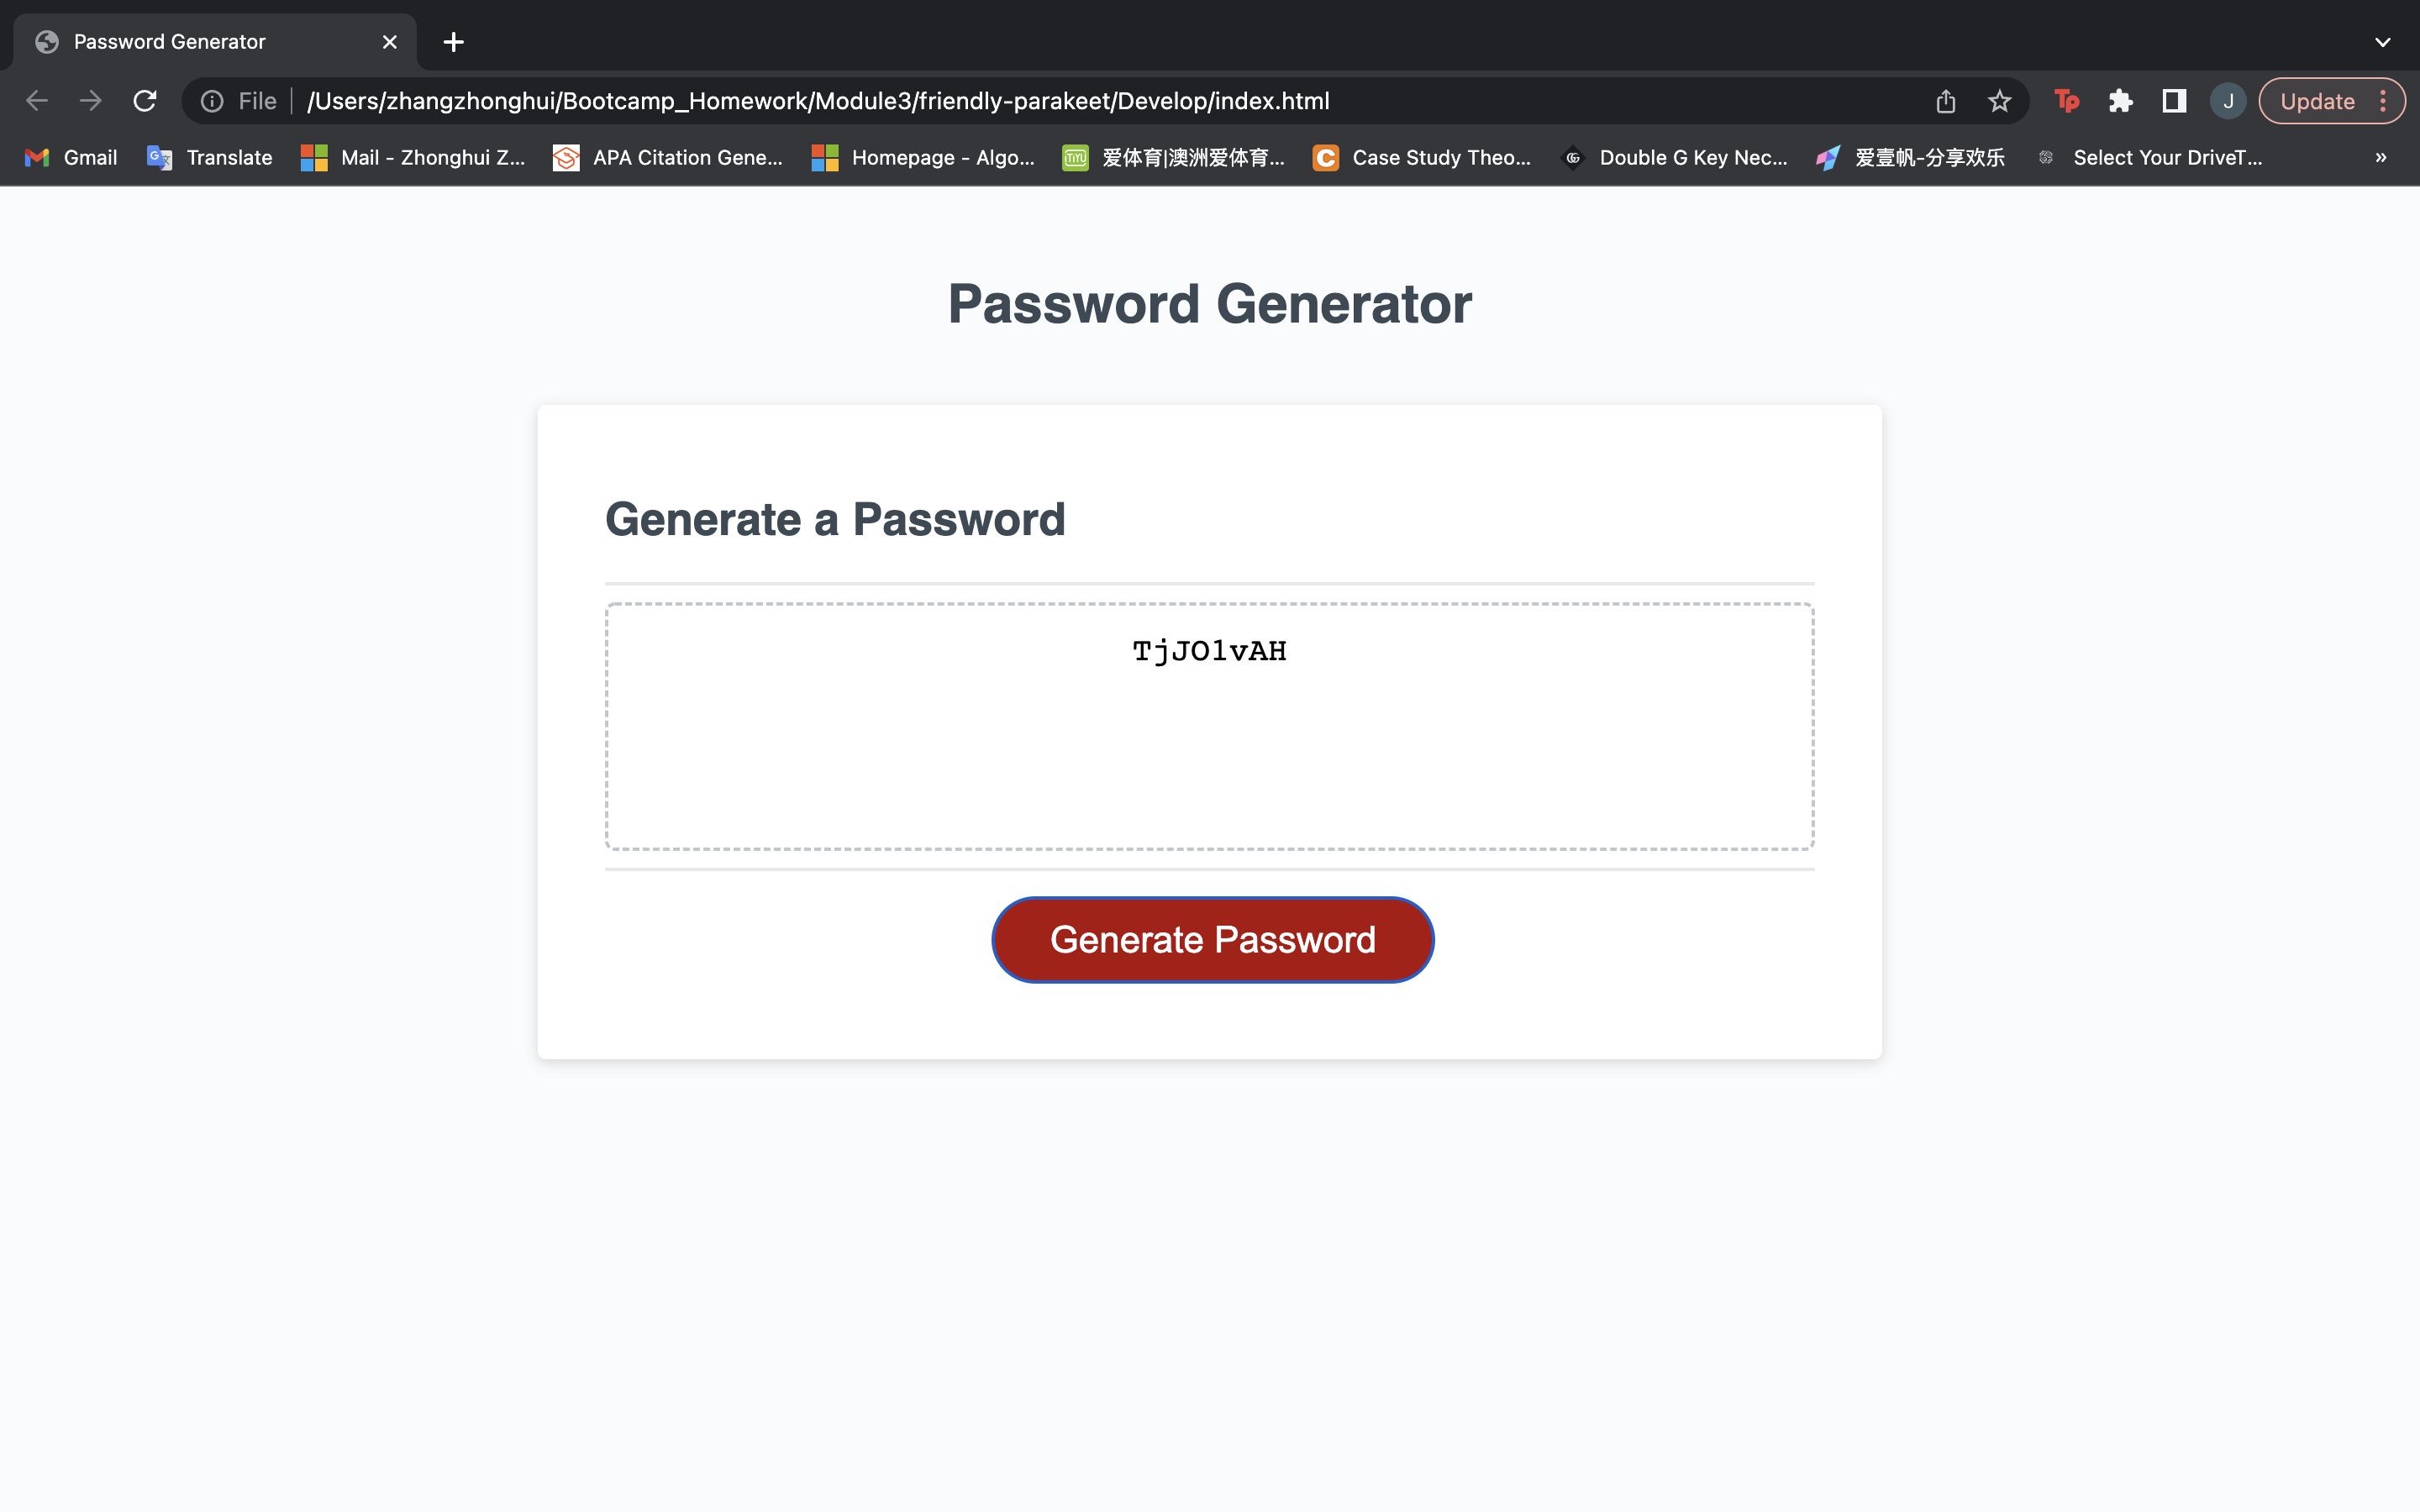 Password Generator
File /Users/zhangzhonghui/Bootcamp_Homework/Module3/friendly-parakeet/Develop/index.html Tp J Update
Gmail Translate Mail - Zhonghui Z... APA Citation Gene... Homepage - Algo... TiYU 爱体育|澳洲爱体育... C Case Study Theo... Double G Key Nec... 爱壹帆-分享欢乐 Select Your DriveT... »
Password Generator
Generate a Password
TjJO1vAH
Generate Password